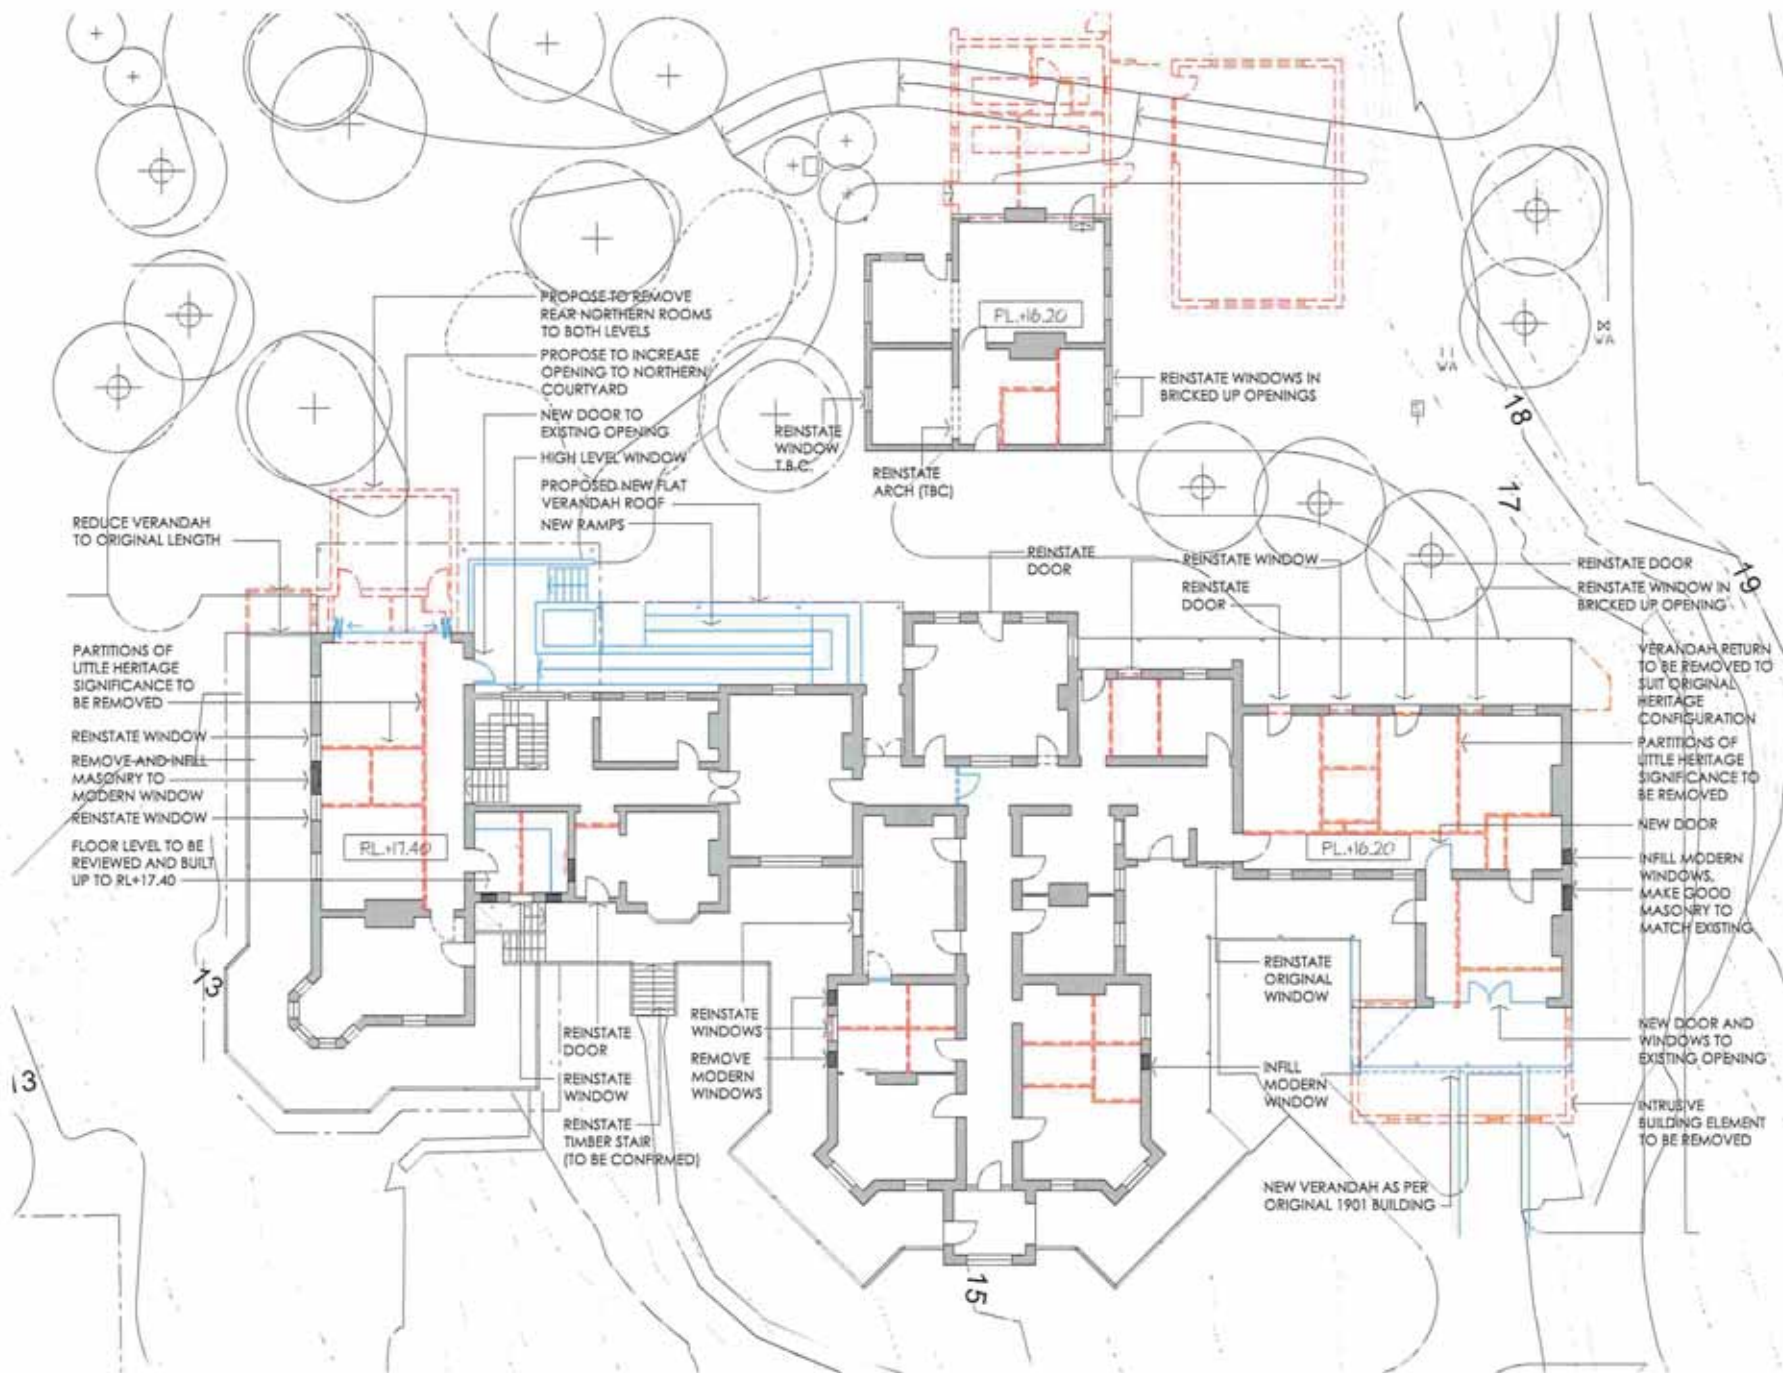 PROPOSE TO REMOVE
REAR NORTHERN ROOMS
TO BOTH LEVELS
PROPOSE TO INCREASE
OPENING TO NORTHERN
COURTYARD
NEW DOOR TO
EXISTING OPENING
HIGH LEVEL WINDOW
PROPOSED NEW FLAT
VERANDAH ROOF
NEW RAMPS
REINSTATE
WINDOW
T.B.C.
REINSTATE
ARCH (TBC)
REINSTATE WINDOWS IN
BRICKED UP OPENINGS
WA
WA
18
17
19
REDUCE VERANDAH
TO ORIGINAL LENGTH
PARTITIONS OF
LITTLE HERITAGE
SIGNIFICANCE TO
BE REMOVED
REINSTATE WINDOW
REMOVE AND INFILL
MASONRY TO
MODERN WINDOW
REINSTATE WINDOW
FLOOR LEVEL TO BE
REVIEWED AND BUILT
UP TO RL+17.40
RL.+17.40
REINSTATE
DOOR
REINSTATE WINDOW
REINSTATE
DOOR
REINSTATE DOOR
REINSTATE WINDOW IN
BRICKED UP OPENING
VERANDAH RETURN
TO BE REMOVED TO
SUIT ORIGINAL
HERITAGE
CONFIGURATION
PARTITIONS OF
LITTLE HERITAGE
SIGNIFICANCE TO
BE REMOVED
NEW DOOR
INFILL MODERN
WINDOWS,
MAKE GOOD
MASONRY TO
MATCH EXISTING
NEW DOOR AND
WINDOWS TO
EXISTING OPENING
INTRUSIVE
BUILDING ELEMENT
TO BE REMOVED
REINSTATE
ORIGINAL
WINDOW
INFILL
MODERN
WINDOW
NEW VERANDAH AS PER
ORIGINAL 1901 BUILDING
REINSTATE
WINDOWS
REMOVE
MODERN
WINDOWS
REINSTATE
DOOR
REINSTATE
WINDOW
REINSTATE
TIMBER STAIR
(TO BE CONFIRMED)
13
13
15